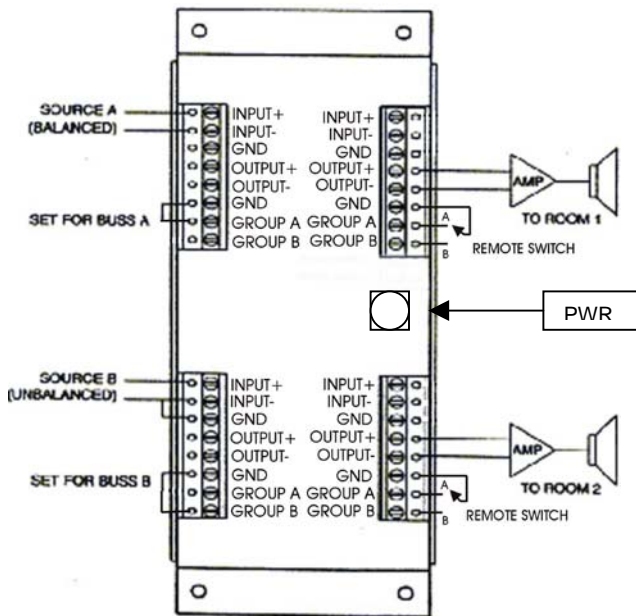 SOURCE A
(BALANCED)
SET FOR BUSS A
INPUT+
INPUT-
GND
OUTPUT+
OUTPUT-
GND
GROUP A
GROUP B
INPUT+
INPUT-
GND
OUTPUT+
OUTPUT-
GND
GROUP A
GROUP B
AMP
TO ROOM 1
A
B
REMOTE SWITCH
PWR
SOURCE B
(UNBALANCED)
SET FOR BUSS B
INPUT+
INPUT-
GND
OUTPUT+
OUTPUT-
GND
GROUP A
GROUP B
INPUT+
INPUT-
GND
OUTPUT+
OUTPUT-
GND
GROUP A
GROUP B
AMP
TO ROOM 2
A
B
REMOTE SWITCH